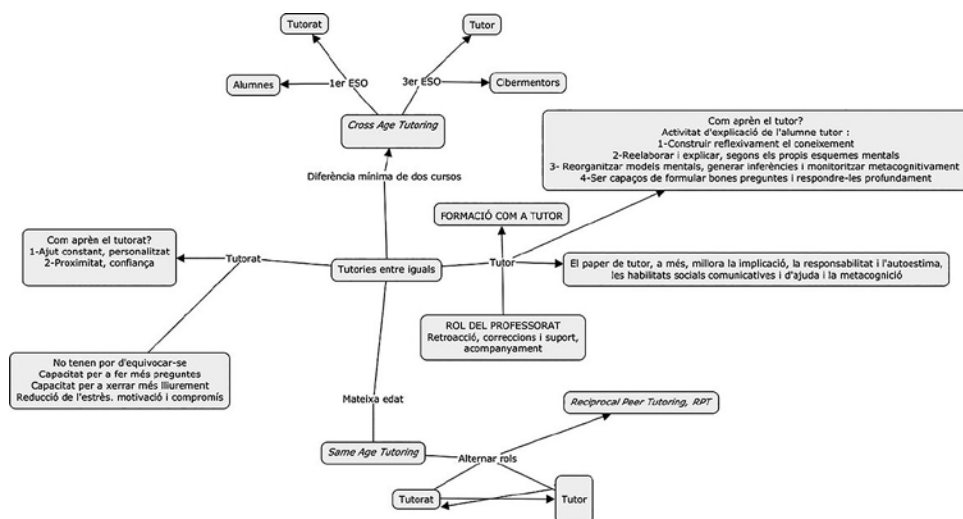 Tutorat
Tutor
Alumnes
1er ESO
3er ESO
Cibermentors
Cross Age Tutoring
Diferència mínima de dos cursos
Com aprèn el tutor?
Activitat d'explicació de l'alumne tutor :
1-Construir reflexivament el coneixement
2-Reelaborar i explicar, segons els propis esquemes mentals
3- Reorganitzar models mentals, generar inferències i monitoritzar metacognitivament
4-Ser capaços de formular bones preguntes i respondre-les profundament
FORMACIÓ COM A TUTOR
Com aprèn el tutorat?
1-Ajut constant, personalitzat
2-Proximitat, confiança
Tutorat
Tutories entre iguals
Tutor
El paper de tutor, a més, millora la implicació, la responsabilitat i l'autoestima,
les habilitats socials comunicatives i d'ajuda i la metacognició
ROL DEL PROFESSORAT
Retroacció, correccions i suport,
acompanyament
No tenen por d'equivocar-se
Capacitat per a fer més preguntes
Capacitat per a xerrar més lliurement
Reducció de l'estrès. motivació i compromís
Mateixa edat
Reciprocal Peer Tutoring, RPT
Same Age Tutoring
Alternar rols
Tutorat
Tutor